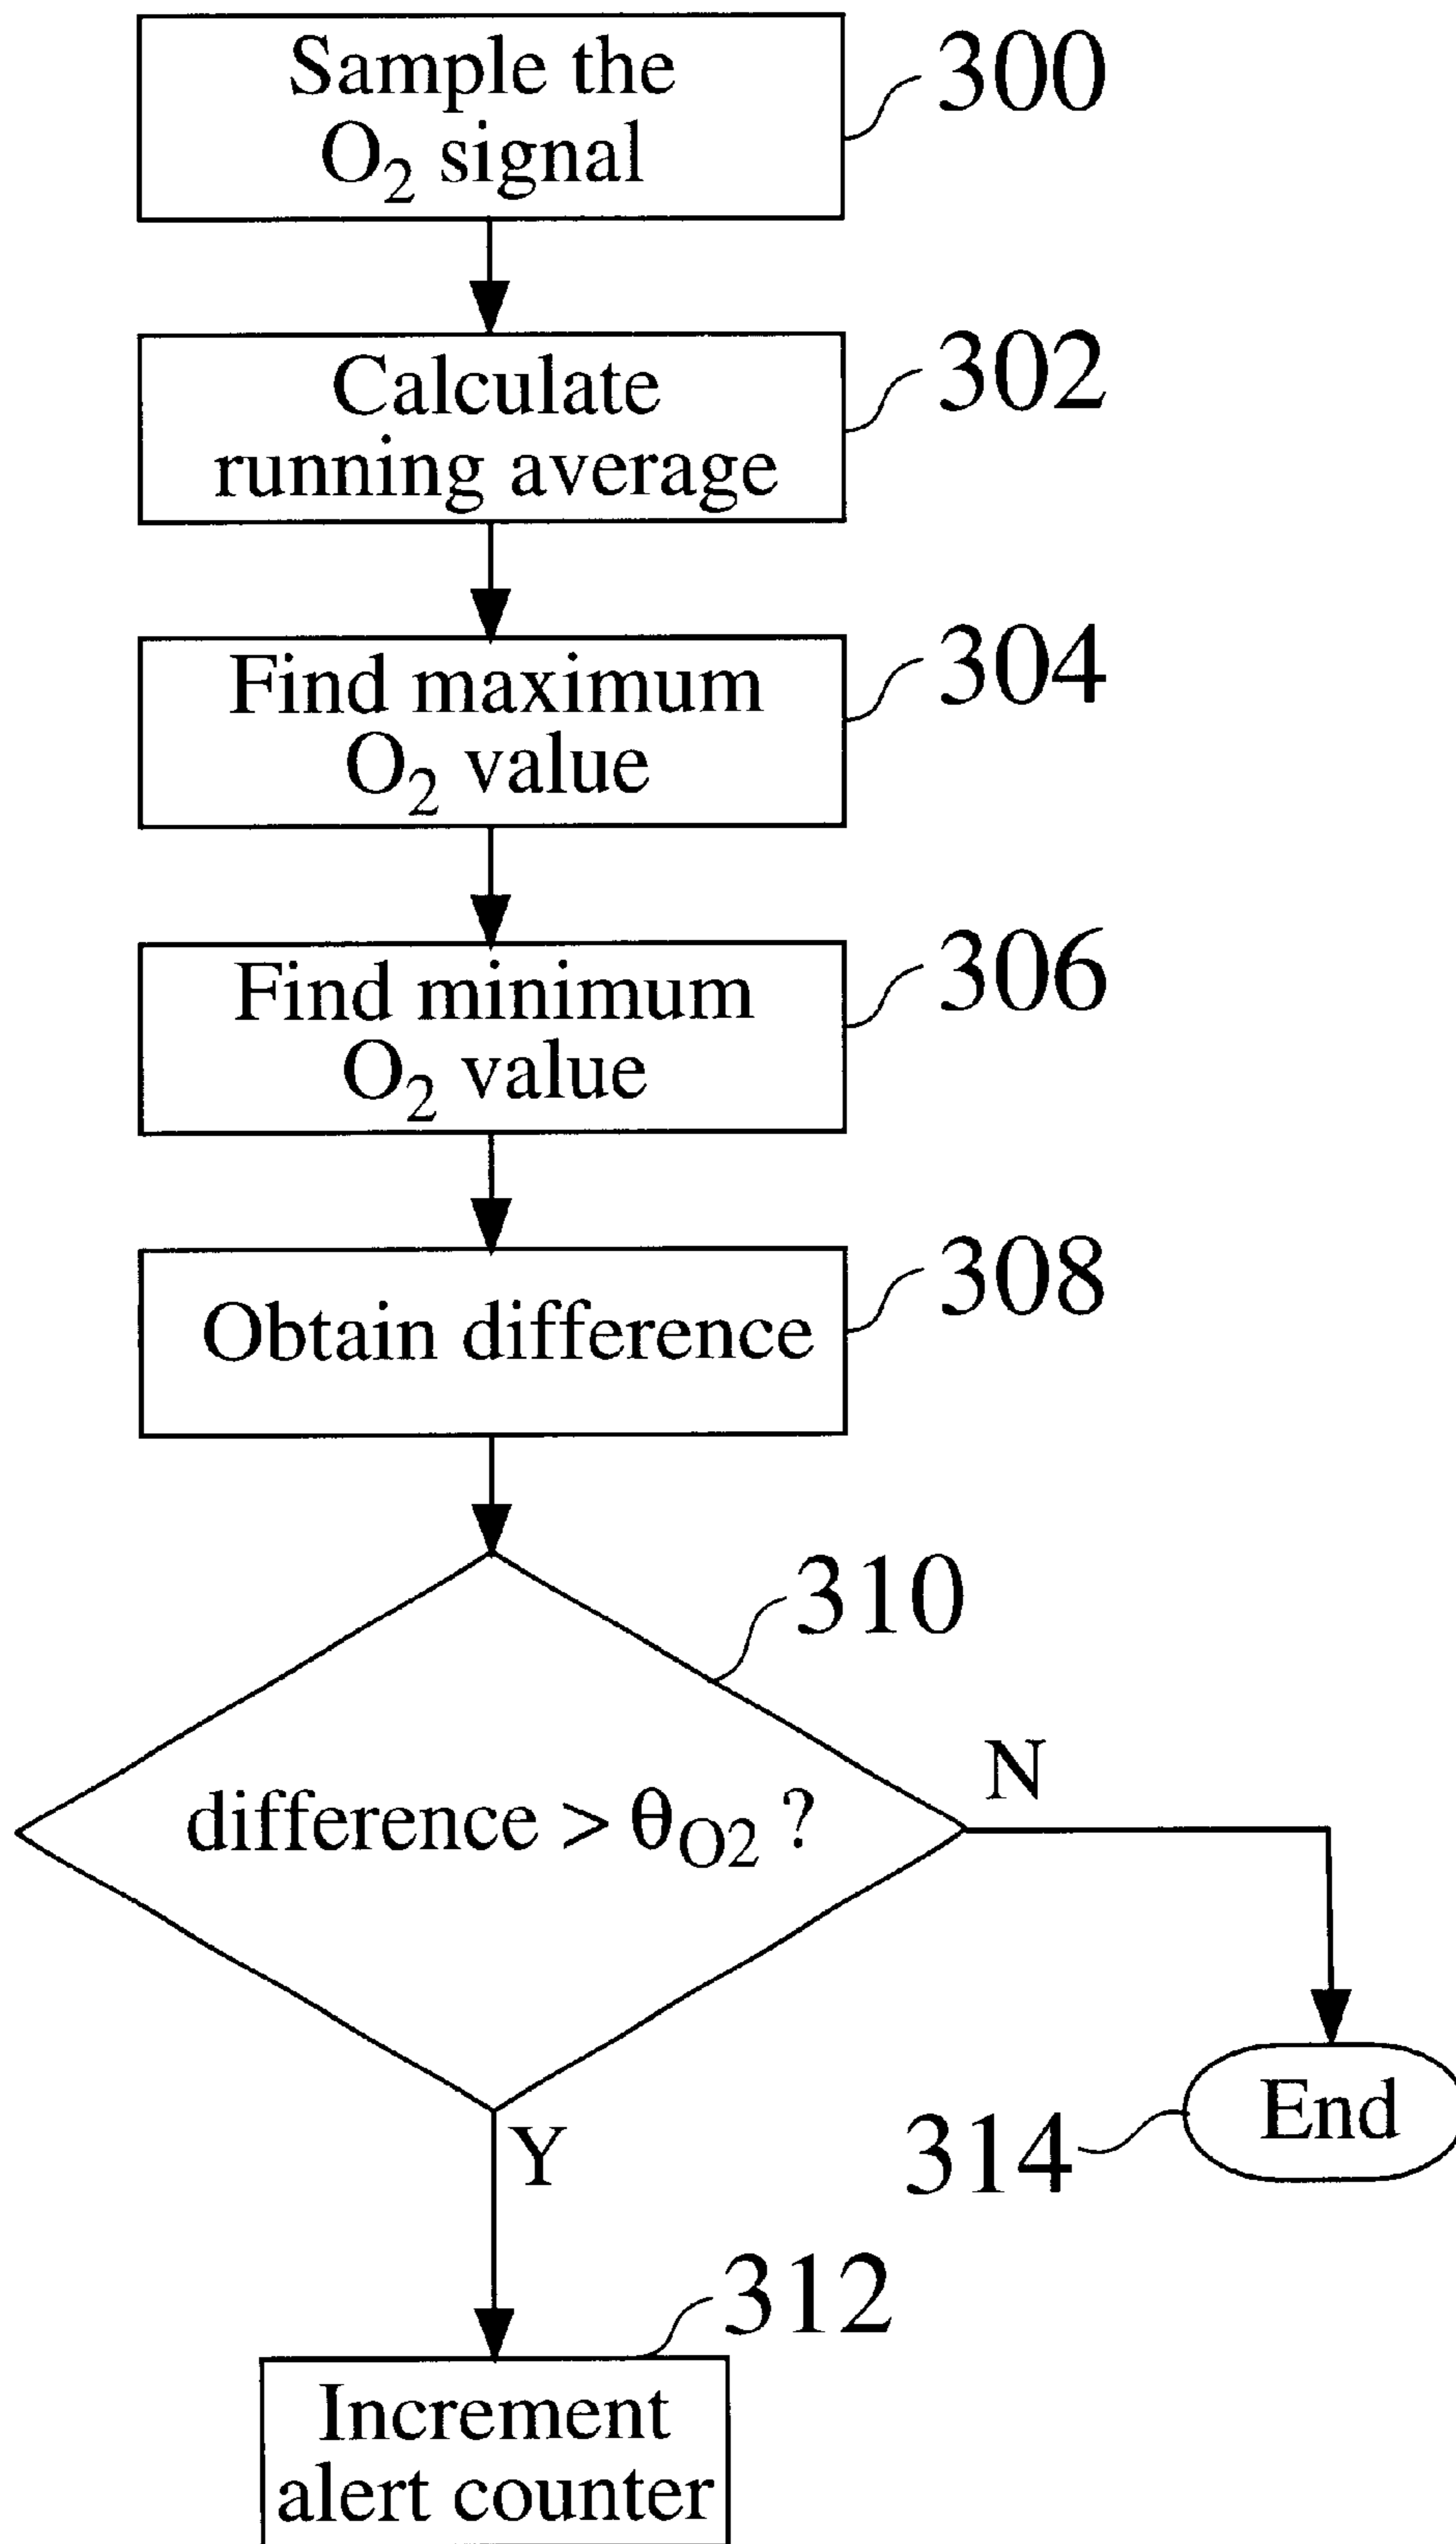 Sample the
O₂ signal
300
Calculate
running average
302
Find maximum
O₂ value
304
Find minimum
O₂ value
306
Obtain difference
308
310
difference > θ_O2 ?
N
End
314
Y
312
Increment
alert counter